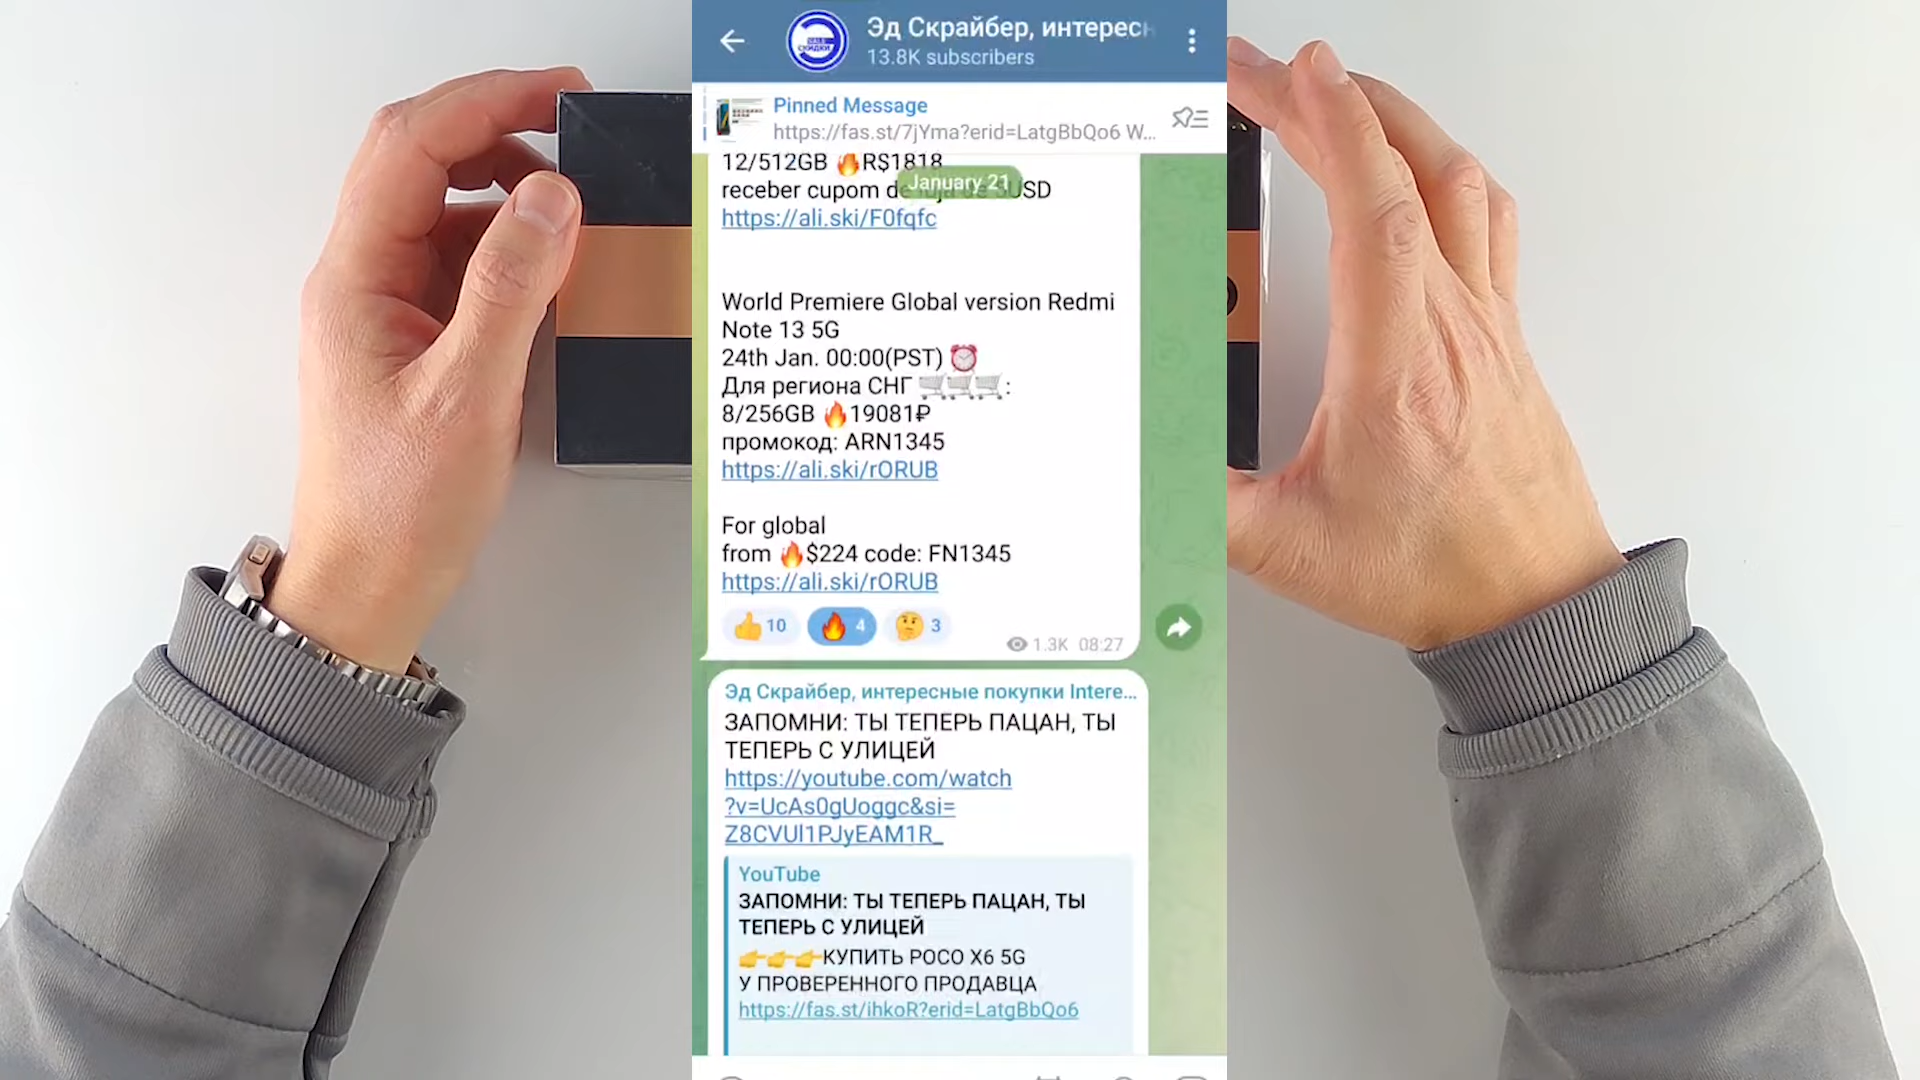 Эд Скрайбер, интересн
13.8K subscribers
Pinned Message
https://fas.st/7jYma?erid=LatgBbQo6 W...
12/512GB 🔥R$1818
January 21
receber cupom de loja de 5USD
https://ali.ski/F0fqfc
World Premiere Global version Redmi
Note 13 5G
24th Jan. 00:00(PST) ⏰
Для региона СНГ 🛒🛒🛒:
8/256GB 🔥19081₽
промокод: ARN1345
https://ali.ski/rORUB
For global
from 🔥$224 code: FN1345
https://ali.ski/rORUB
👍 10 🔥 4 🤔 3
1.3K 08:27
Эд Скрайбер, интересные покупки Intere...
ЗАПОМНИ: ТЫ ТЕПЕРЬ ПАЦАН, ТЫ
ТЕПЕРЬ С УЛИЦЕЙ
https://youtube.com/watch
?v=UcAs0gUoggc&si=
Z8CVUl1PJyEAM1R_
YouTube
ЗАПОМНИ: ТЫ ТЕПЕРЬ ПАЦАН, ТЫ
ТЕПЕРЬ С УЛИЦЕЙ
👉👉👉КУПИТЬ POCO X6 5G
У ПРОВЕРЕННОГО ПРОДАВЦА
https://fas.st/ihkoR?erid=LatgBbQo6